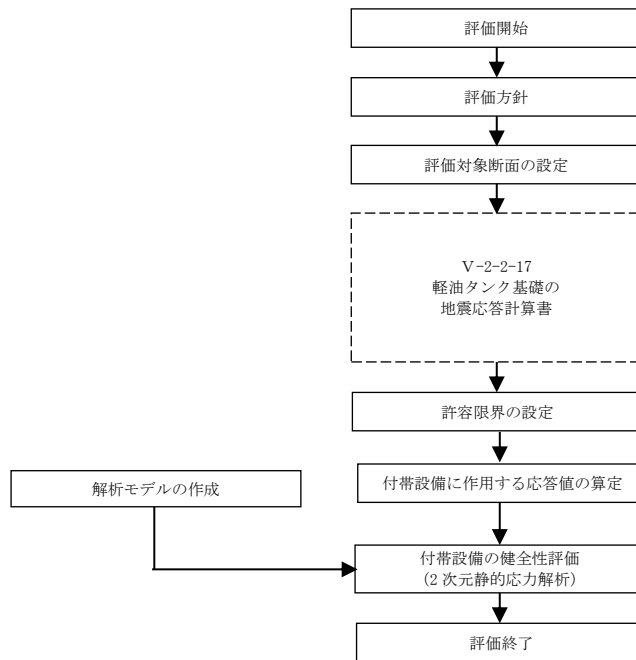 評価開始
評価方針
評価対象断面の設定
Ⅴ-2-2-17
軽油タンク基礎の
地震応答計算書
許容限界の設定
解析モデルの作成
付帯設備に作用する応答値の算定
付帯設備の健全性評価
（2 次元静的応力解析）
評価終了